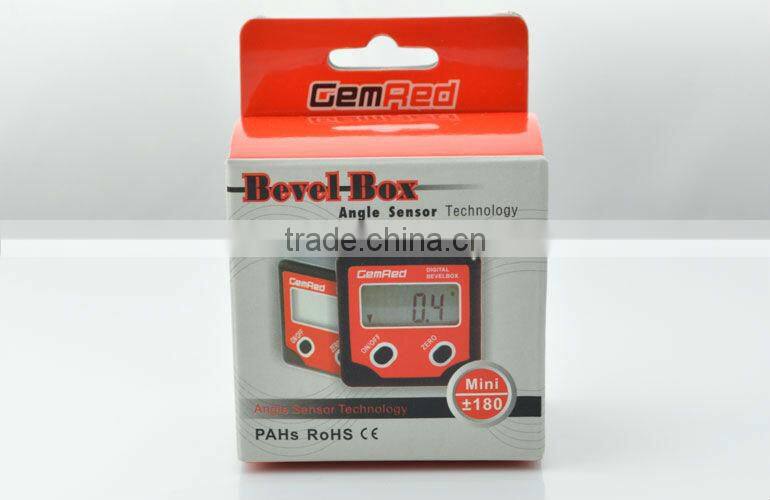 GemRed
Bevel Box
Angle Sensor Technology
trade.china.cn
GemRed
ON/OFF
ZERO
GemRed
DIGITAL
BEVELBOX
0.4°
ON/OFF
ZERO
Mini
±180
Angle Sensor Technology
PAHs RoHS CE